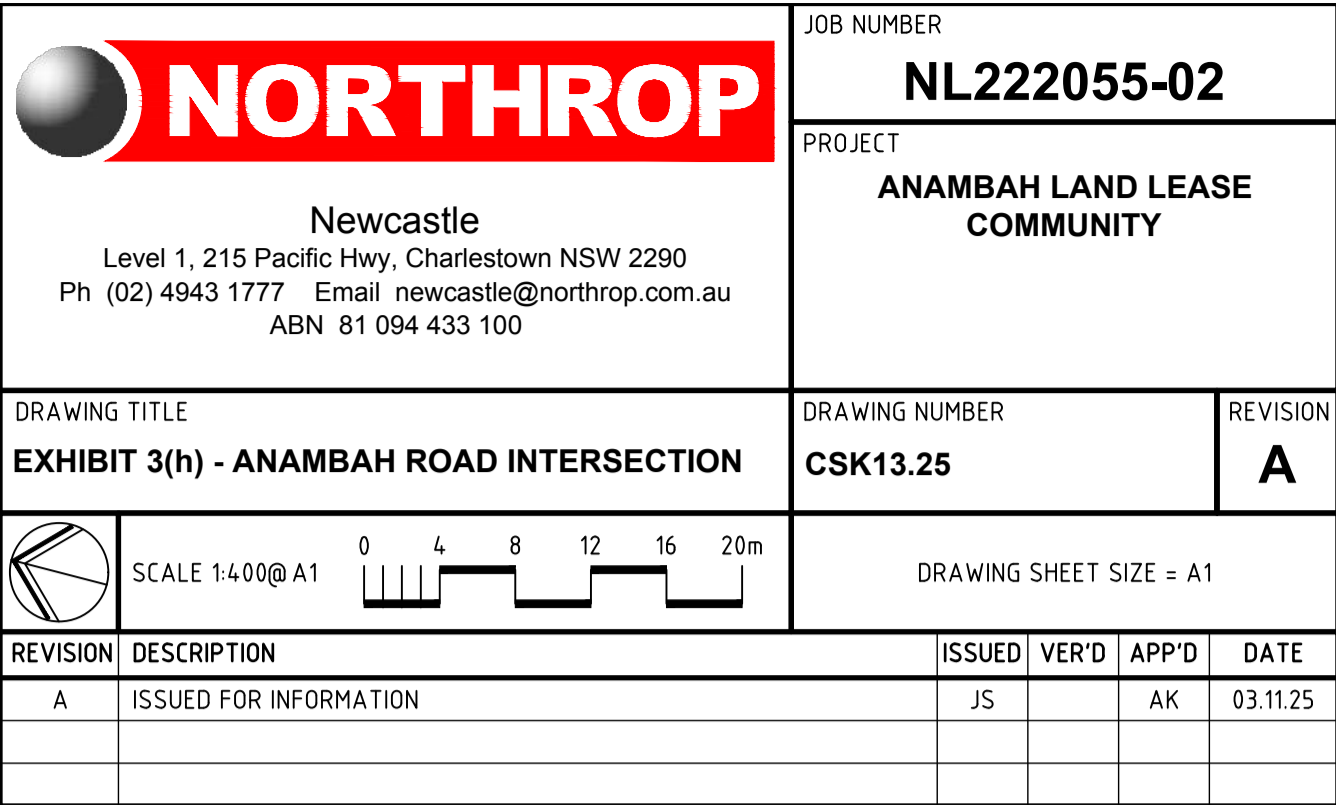 NORTHROP
Newcastle
Level 1, 215 Pacific Hwy, Charlestown NSW 2290
Ph (02) 4943 1777 Email newcastle@northrop.com.au
ABN 81 094 433 100
JOB NUMBER
NL222055-02
PROJECT
ANAMBAH LAND LEASE
COMMUNITY
DRAWING TITLE
EXHIBIT 3(h) - ANAMBAH ROAD INTERSECTION
DRAWING NUMBER
CSK13.25
REVISION
A
SCALE 1:400@ A1
0 4 8 12 16 20m
DRAWING SHEET SIZE = A1
REVISION DESCRIPTION ISSUED VER'D APP'D DATE
A ISSUED FOR INFORMATION JS AK 03.11.25